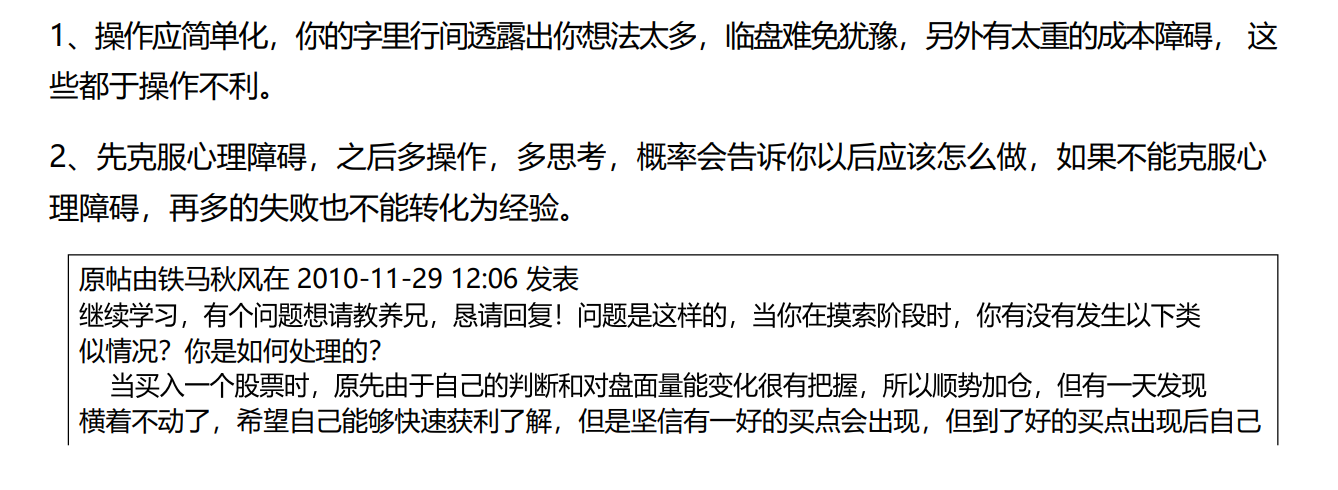 1、操作应简单化，你的字里行间透露出你想法太多，临盘难免犹豫，另外有太重的成本障碍， 这
些都于操作不利。
2、先克服心理障碍，之后多操作，多思考，概率会告诉你以后应该怎么做，如果不能克服心
理障碍，再多的失败也不能转化为经验。
原帖由铁马秋风在 2010-11-29 12:06 发表
继续学习，有个问题想请教养兄，恳请回复！问题是这样的，当你在摸索阶段时，你有没有发生以下类
似情况？你是如何处理的？
当买入一个股票时，原先由于自己的判断和对盘面量能变化很有把握，所以顺势加仓，但有一天发现
横着不动了，希望自己能够快速获利了解，但是坚信有一好的买点会出现，但到了好的买点出现后自己